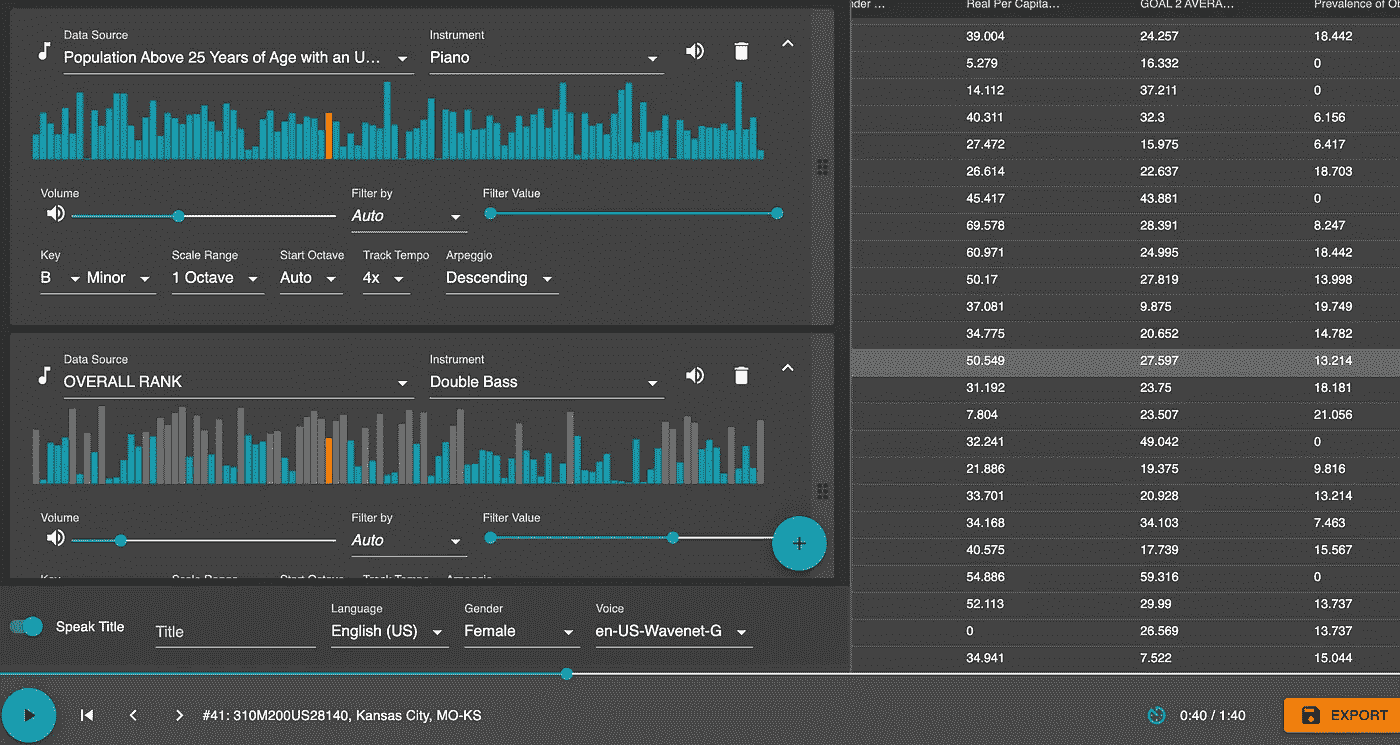 Data Source
Instrument
Population Above 25 Years of Age with an U...
Piano
Volume
Filter by
Filter Value
Auto
Key
Scale Range
Start Octave
Track Tempo
Arpeggio
B
Minor
1 Octave
Auto
4x
Descending
Data Source
Instrument
OVERALL RANK
Double Bass
Volume
Filter by
Filter Value
Auto
+
Key
Scale Range
Start Octave
Track Tempo
Arpeggio
Speak Title
Title
Language
English (US)
Gender
Female
Voice
en-US-Wavenet-G
#41: 310M200US28140, Kansas City, MO-KS
0:40 / 1:40
EXPORT
Real Per Capita... GOAL 2 AVERA... Prevalence of
39.004 24.257 18.442
5.279 16.332 0
14.112 37.211 0
40.311 32.3 6.156
27.472 15.975 6.417
26.614 22.637 18.703
45.417 43.881 0
69.578 28.391 8.247
60.971 24.995 18.442
50.17 27.819 13.998
37.081 9.875 19.749
34.775 20.652 14.782
50.549 27.597 13.214
31.192 23.75 18.181
7.804 23.507 21.056
32.241 49.042 0
21.886 19.375 9.816
33.701 20.928 13.214
34.168 34.103 7.463
40.575 17.739 15.567
54.886 59.316 0
52.113 29.99 13.737
0 26.569 13.737
34.941 7.522 15.044